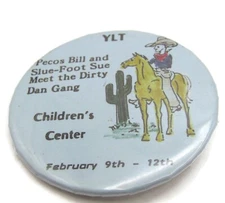 YLT
Pecos Bill and
Slue-Foot Sue
Meet the Dirty
Dan Gang
Children's
Center
February 9th - 12th